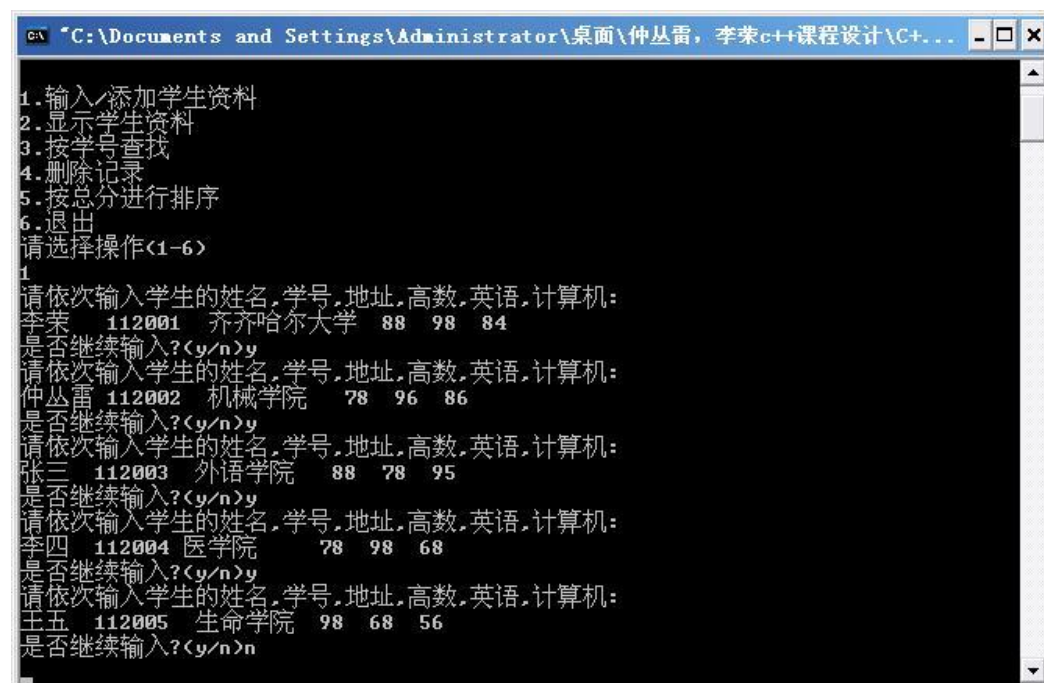 "C:\Documents and Settings\Administrator\桌面\仲丛雷，李荣c++课程设计\C+...
1.输入/添加学生资料
2.显示学生资料
3.按学号查找
4.删除记录
5.按总分进行排序
6.退出
请选择操作(1-6)
1
请依次输入学生的姓名,学号,地址,高数,英语,计算机:
李荣 112001 齐齐哈尔大学 88 98 84
是否继续输入?(y/n)y
请依次输入学生的姓名,学号,地址,高数,英语,计算机:
仲丛雷 112002 机械学院 78 96 86
是否继续输入?(y/n)y
请依次输入学生的姓名,学号,地址,高数,英语,计算机:
张三 112003 外语学院 88 78 95
是否继续输入?(y/n)y
请依次输入学生的姓名,学号,地址,高数,英语,计算机:
李四 112004 医学院 78 98 68
是否继续输入?(y/n)y
请依次输入学生的姓名,学号,地址,高数,英语,计算机:
王五 112005 生命学院 98 68 56
是否继续输入?(y/n)n